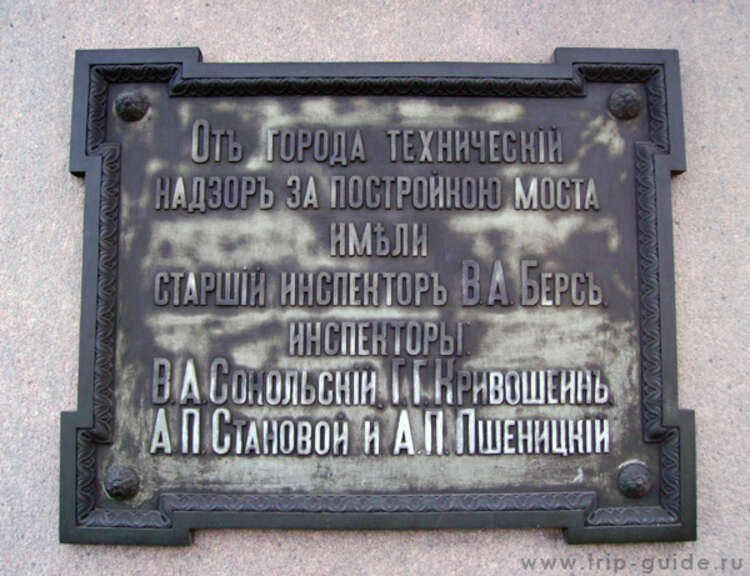 Отъ города техническій
надзоръ за постройкою моста
имѣли
старшій инспекторъ В.А.Берсъ,
инспекторы:
В.А.Сокольскій, Г.Г.Кривошеинъ,
А.П.Становой и А.П.Пшеницкій
www.trip-guide.ru